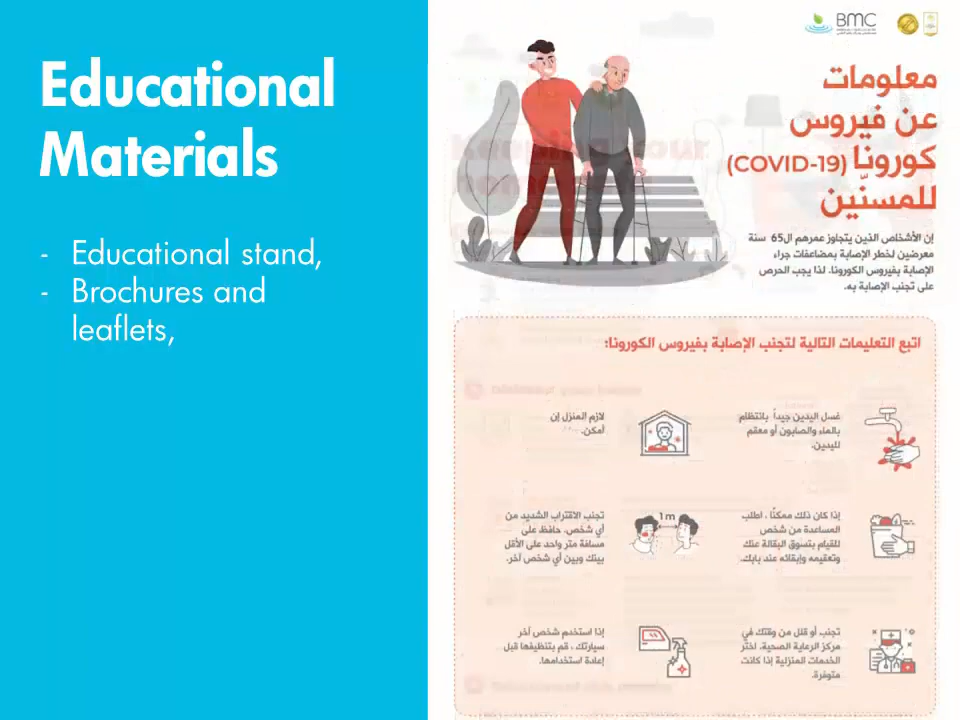 Educational
Materials
- Educational stand,
- Brochures and
leaflets,
BMC
معلومات
عن فيروس
كورونا (COVID-19)
للمسنّين
إن الأشخاص الذين يتجاوز عمرهم ال65 سنة
معرضين لخطر الإصابة بمضاعفات جراء
الإصابة بفيروس الكورونا. لذا يجب الحرص
على تجنب الإصابة به.
اتبع التعليمات التالية لتجنب الإصابة بفيروس الكورونا:
غسل اليدين جيداً بانتظام
بالماء والصابون أو معقم
لليدين.
لازم المنزل إن
أمكن.
إذا كان ذلك ممكنًا، اطلب
المساعدة من شخص
للقيام بتسوق البقالة عنك
وتعقيمه وإبقائه عند بابك.
1m
تجنب الاقتراب الشديد من
أي شخص. حافظ على
مسافة متر واحد على الأقل
بينك وبين أي شخص آخر.
تجنب أو قلل من وقتك في
مركز الرعاية الصحية. اختر
الخدمات المنزلية إذا كانت
متوفرة.
إذا استخدم شخص آخر
سيارتك ، قم بتنظيفها قبل
إعادة استخدامها.